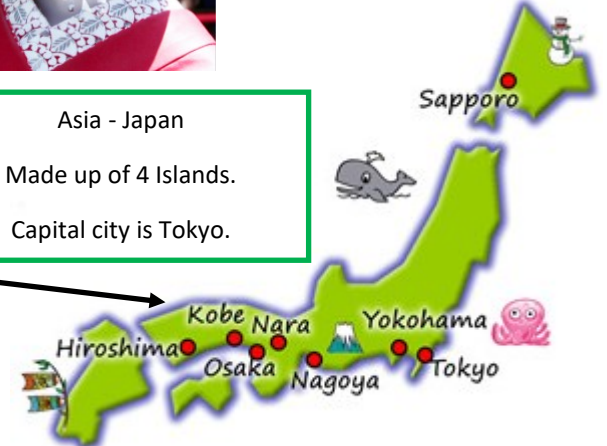 Asia - Japan
Made up of 4 Islands.
Capital city is Tokyo.
Sapporo
Kobe
Nara
Yokohama
Hiroshima
Osaka
Nagoya
Tokyo